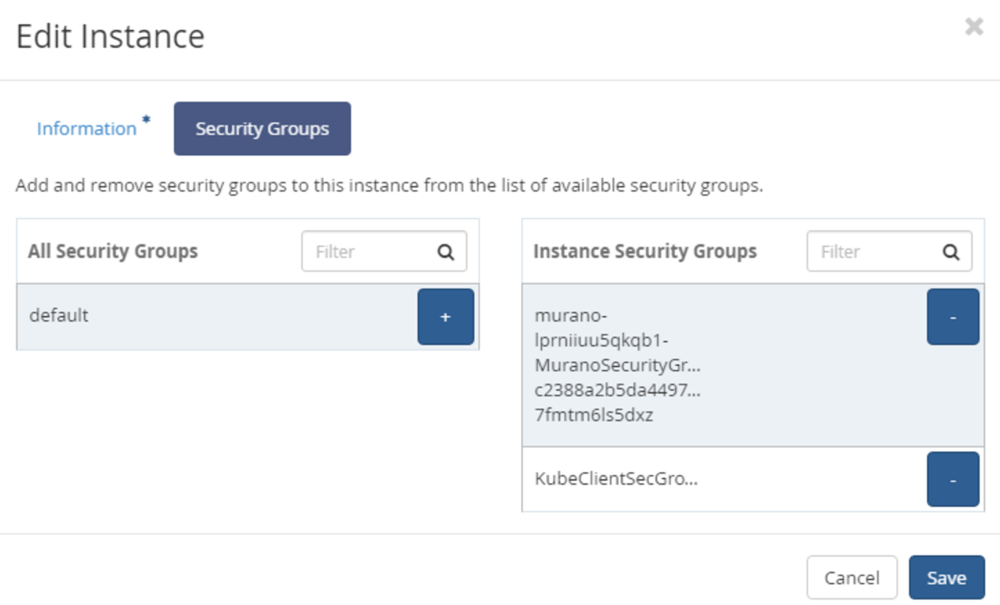 Edit Instance
Information *
Security Groups
Add and remove security groups to this instance from the list of available security groups.
All Security Groups
Filter
default
+
Instance Security Groups
Filter
murano-
lprniiuu5qkqb1-
MuranoSecurityGr...
c2388a2b5da4497...
7fmtm6ls5dxz
-
KubeClientSecGro...
-
Cancel
Save